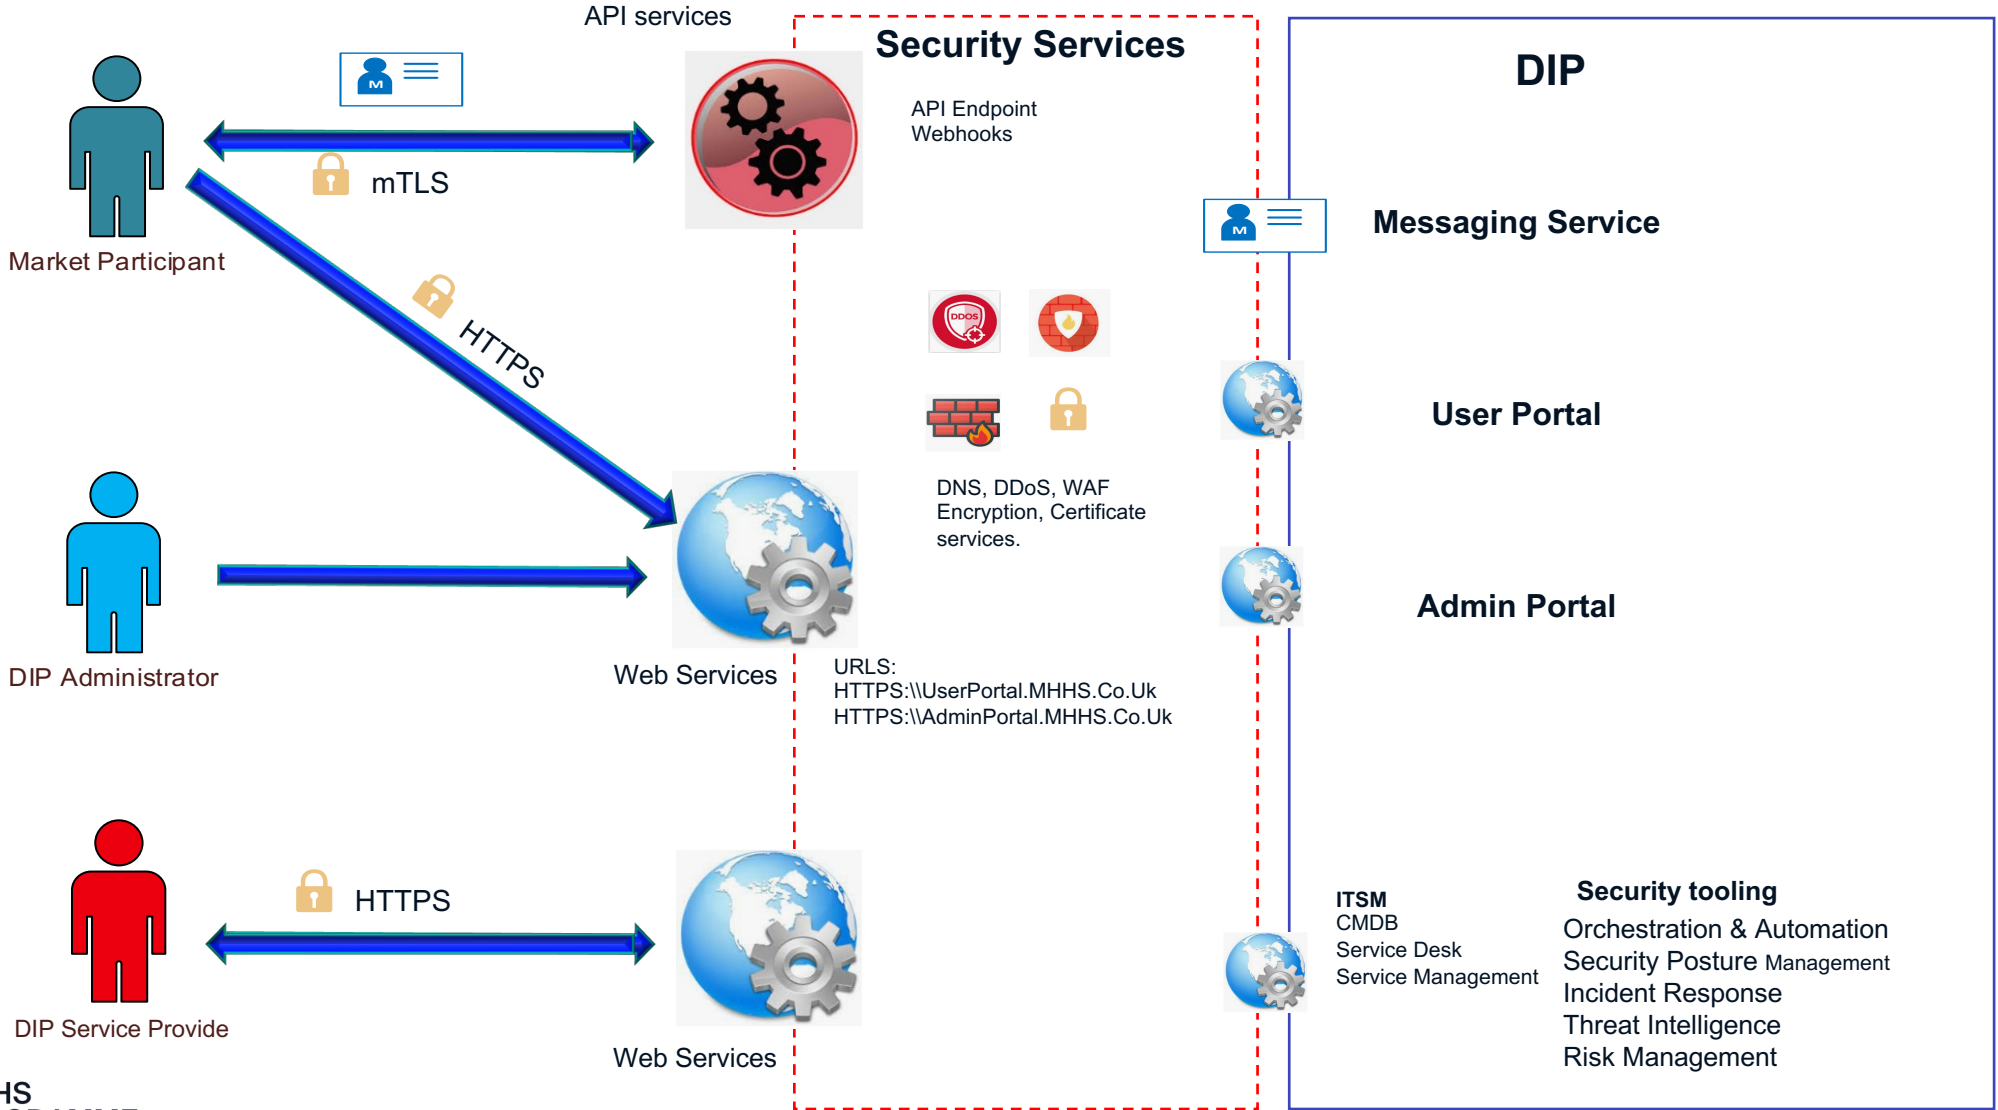 API services
Security Services
DIP
API Endpoint
Webhooks
M
mTLS
Market Participant
M
Messaging Service
HTTPS
DDOS
User Portal
DNS, DDoS, WAF
Encryption, Certificate
services.
Admin Portal
DIP Administrator
Web Services
URLS:
HTTPS:\\UserPortal.MHHS.Co.Uk
HTTPS:\\AdminPortal.MHHS.Co.Uk
HTTPS
DIP Service Provide
Web Services
ITSM
CMDB
Service Desk
Service Management
Security tooling
Orchestration & Automation
Security Posture Management
Incident Response
Threat Intelligence
Risk Management
HS